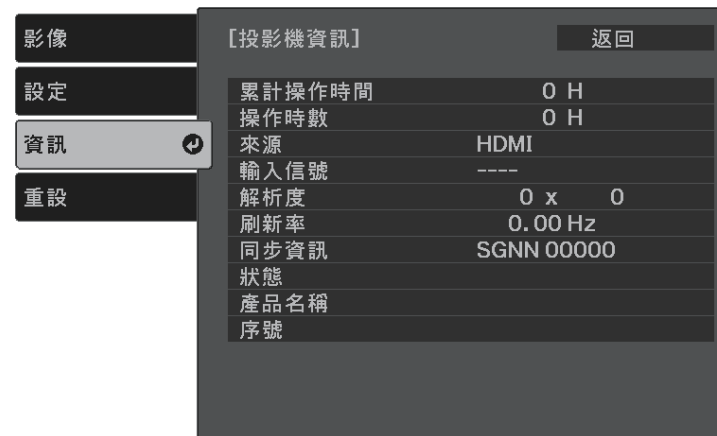 影像
設定
資訊
重設
[投影機資訊]
返回
累計操作時間 0 H
操作時數 0 H
來源 HDMI
輸入信號 ----
解析度 0 x 0
刷新率 0.00 Hz
同步資訊 SGNN 00000
狀態
產品名稱
序號